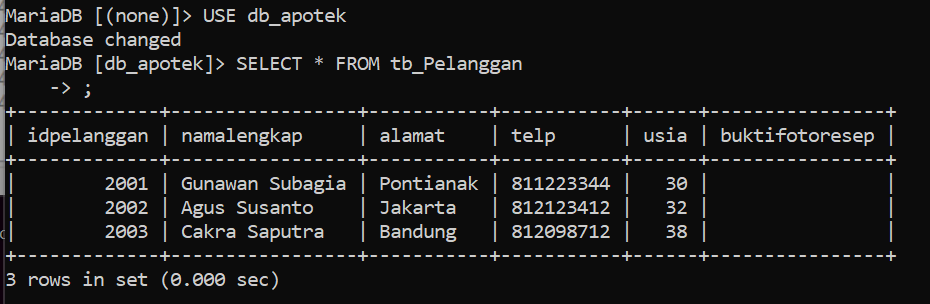 MariaDB [(none)]> USE db_apotek
Database changed
MariaDB [db_apotek]> SELECT * FROM tb_Pelanggan
    -> ;
+-------------+------------------+-----------+-----------+------+----------------+
| idpelanggan | namalengkap      | alamat    | telp      | usia | buktifotoresep |
+-------------+------------------+-----------+-----------+------+----------------+
|        2001 | Gunawan Subagia  | Pontianak | 811223344 |   30 |                |
|        2002 | Agus Susanto     | Jakarta   | 812123412 |   32 |                |
|        2003 | Cakra Saputra    | Bandung   | 812098712 |   38 |                |
+-------------+------------------+-----------+-----------+------+----------------+
3 rows in set (0.000 sec)